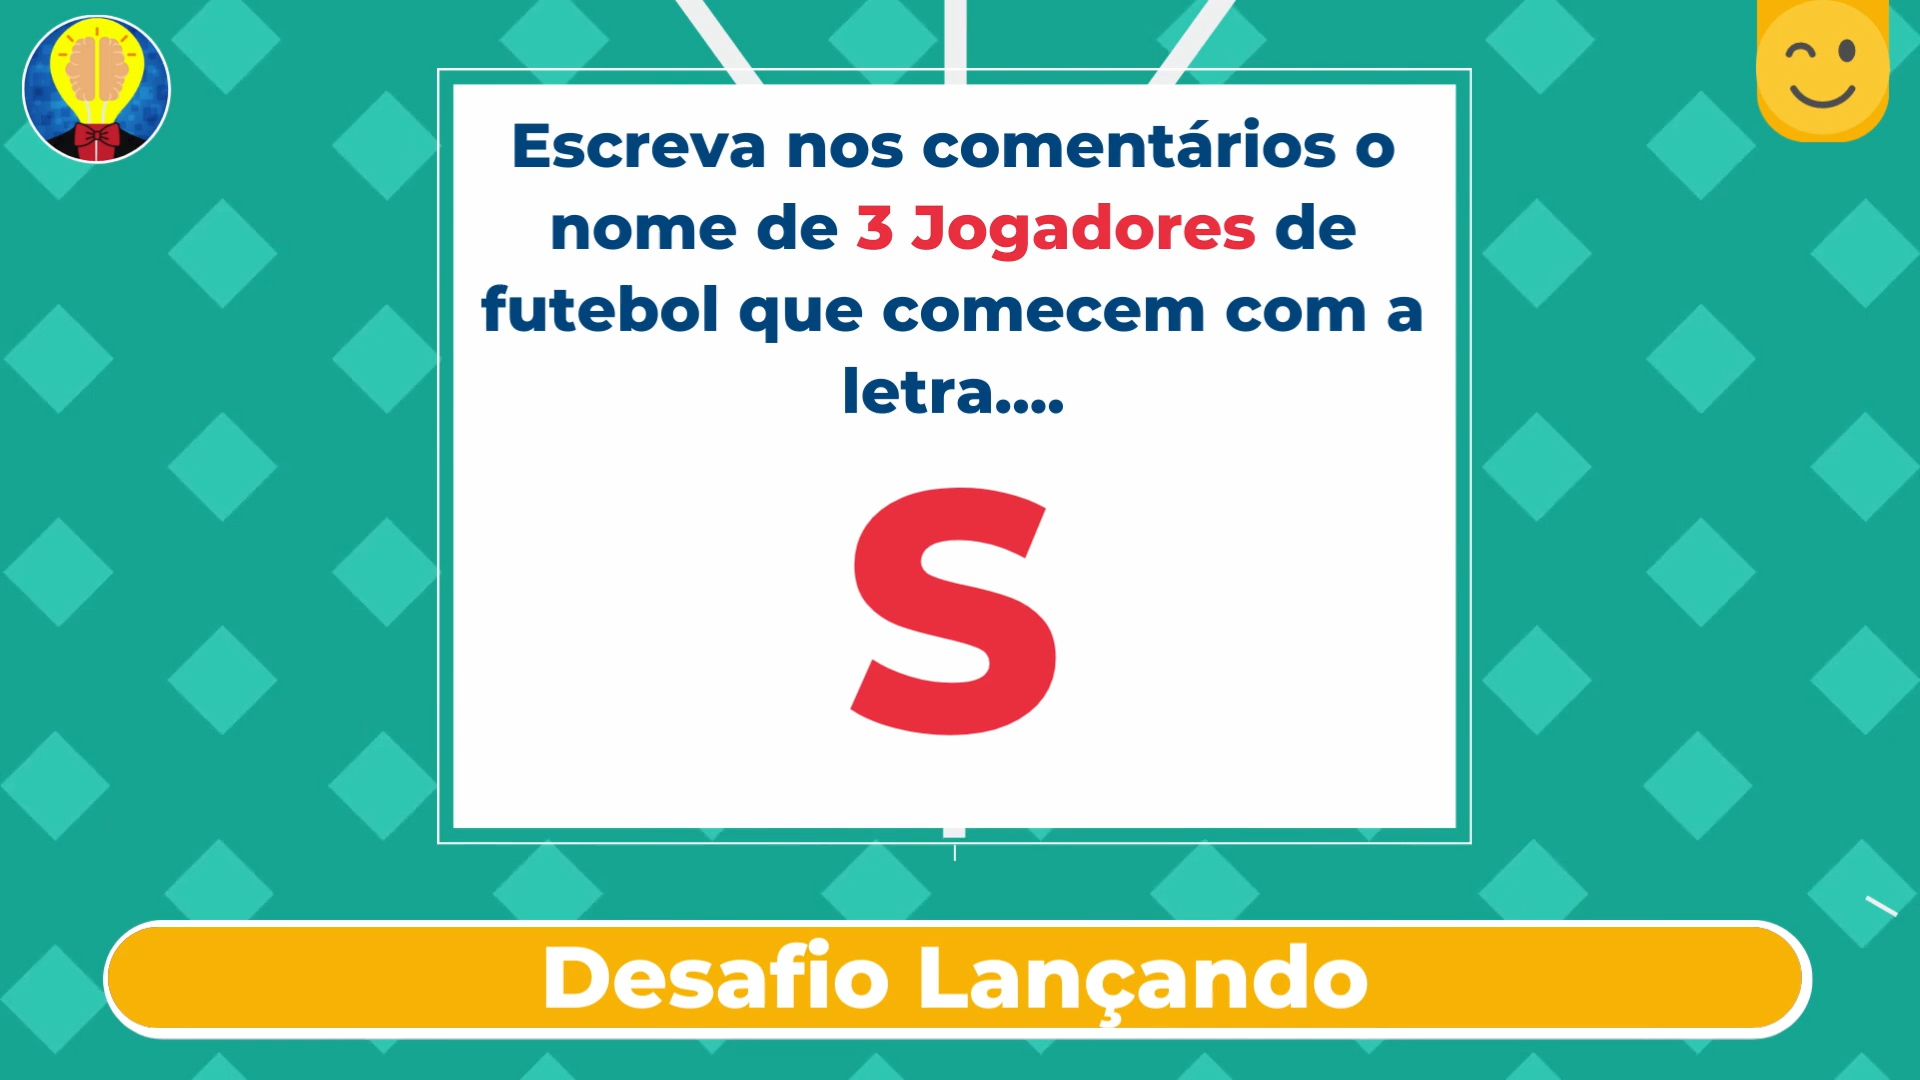 Escreva nos comentários o
nome de 3 Jogadores de
futebol que comecem com a
letra....
S
Desafio Lançando